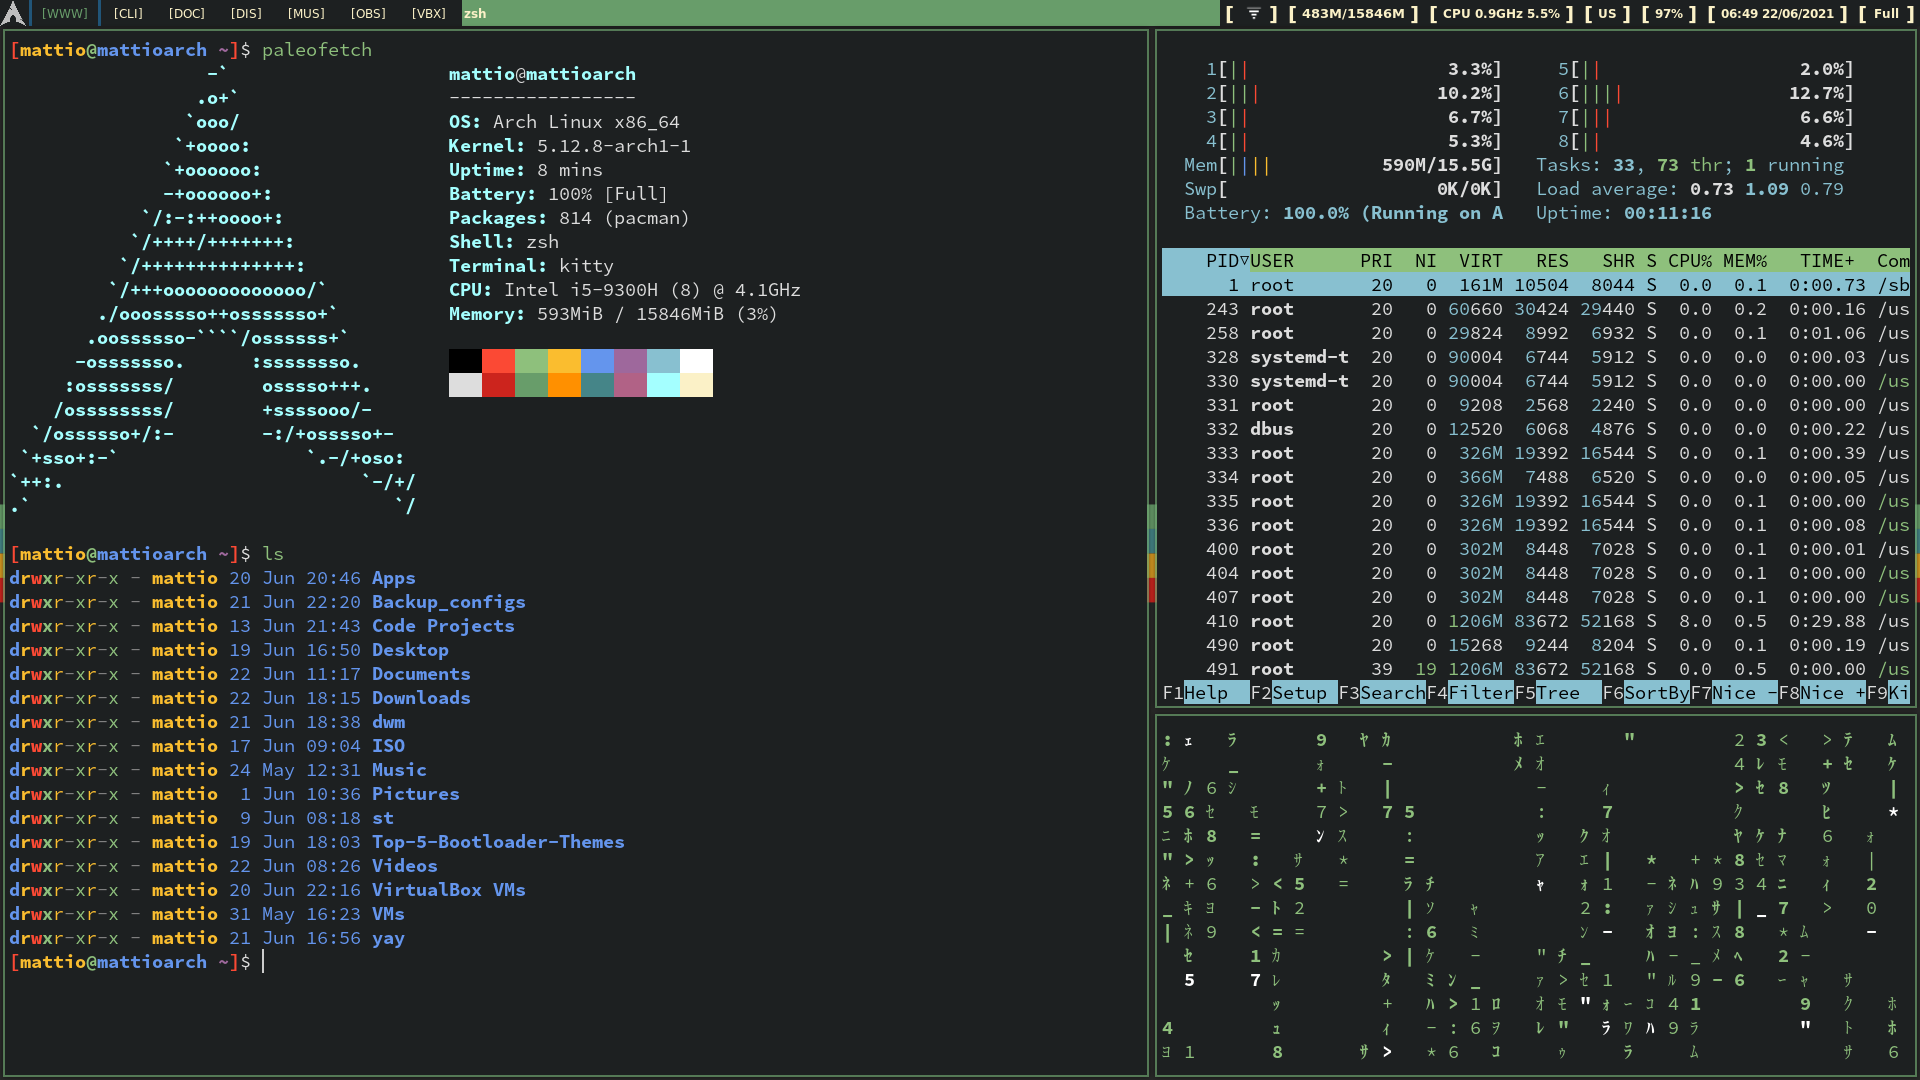 [WWW] [CLI] [DOC] [DIS] [MUS] [OBS] [VBX] zsh [ ] [ 483M/15846M ] [ CPU 0.9GHz 5.5% ] [ US ] [ 97% ] [ 06:49 22/06/2021 ] [ Full ]
[mattio@mattioarch ~]$ paleofetch
-`
.o+`
`ooo/
`+oooo:
`+oooooo:
-+oooooo+:
`/:-:++oooo+:
`/++++/+++++++:
`/++++++++++++++:
`/+++ooooooooooooo/`
./ooosssso++osssssso+`
.oossssso-````/ossssss+`
-osssssso.      :ssssssso.
:osssssss/        osssso+++.
/ossssssss/        +ssssooo/-
`/ossssso+/:-        -:/+osssso+-
`+sso+:-`                 `.-/+oso:
`++:.                           `-/+/
.`                                 `/
mattio@mattioarch
-----------------
OS: Arch Linux x86_64
Kernel: 5.12.8-arch1-1
Uptime: 8 mins
Battery: 100% [Full]
Packages: 814 (pacman)
Shell: zsh
Terminal: kitty
CPU: Intel i5-9300H (8) @ 4.1GHz
Memory: 593MiB / 15846MiB (3%)
[mattio@mattioarch ~]$ ls
drwxr-xr-x - mattio 20 Jun 20:46 Apps
drwxr-xr-x - mattio 21 Jun 22:20 Backup_configs
drwxr-xr-x - mattio 13 Jun 21:43 Code Projects
drwxr-xr-x - mattio 19 Jun 16:50 Desktop
drwxr-xr-x - mattio 22 Jun 11:17 Documents
drwxr-xr-x - mattio 22 Jun 18:15 Downloads
drwxr-xr-x - mattio 21 Jun 18:38 dwm
drwxr-xr-x - mattio 17 Jun 09:04 ISO
drwxr-xr-x - mattio 24 May 12:31 Music
drwxr-xr-x - mattio  1 Jun 10:36 Pictures
drwxr-xr-x - mattio  9 Jun 08:18 st
drwxr-xr-x - mattio 19 Jun 18:03 Top-5-Bootloader-Themes
drwxr-xr-x - mattio 22 Jun 08:26 Videos
drwxr-xr-x - mattio 20 Jun 22:16 VirtualBox VMs
drwxr-xr-x - mattio 31 May 16:23 VMs
drwxr-xr-x - mattio 21 Jun 16:56 yay
[mattio@mattioarch ~]$
1[|| 3.3%] 5[|| 2.0%]
2[||| 10.2%] 6[|||| 12.7%]
3[|| 6.7%] 7[||| 6.6%]
4[|| 5.3%] 8[|| 4.6%]
Mem[|||| 590M/15.5G] Tasks: 33, 73 thr; 1 running
Swp[ 0K/0K] Load average: 0.73 1.09 0.79
Battery: 100.0% (Running on A Uptime: 00:11:16
PID▽USER PRI NI VIRT RES SHR S CPU% MEM% TIME+ Com
1 root 20 0 161M 10504 8044 S 0.0 0.1 0:00.73 /sb
243 root 20 0 60660 30424 29440 S 0.0 0.2 0:00.16 /us
258 root 20 0 29824 8992 6932 S 0.0 0.1 0:01.06 /us
328 systemd-t 20 0 90004 6744 5912 S 0.0 0.0 0:00.03 /us
330 systemd-t 20 0 90004 6744 5912 S 0.0 0.0 0:00.00 /us
331 root 20 0 9208 2568 2240 S 0.0 0.0 0:00.00 /us
332 dbus 20 0 12520 6068 4876 S 0.0 0.0 0:00.22 /us
333 root 20 0 326M 19392 16544 S 0.0 0.1 0:00.39 /us
334 root 20 0 366M 7488 6520 S 0.0 0.0 0:00.05 /us
335 root 20 0 326M 19392 16544 S 0.0 0.1 0:00.00 /us
336 root 20 0 326M 19392 16544 S 0.0 0.1 0:00.08 /us
400 root 20 0 302M 8448 7028 S 0.0 0.1 0:00.01 /us
404 root 20 0 302M 8448 7028 S 0.0 0.1 0:00.00 /us
407 root 20 0 302M 8448 7028 S 0.0 0.1 0:00.00 /us
410 root 20 0 1206M 83672 52168 S 8.0 0.5 0:29.88 /us
490 root 20 0 15268 9244 8204 S 0.0 0.1 0:00.19 /us
491 root 39 19 1206M 83672 52168 S 0.0 0.5 0:00.00 /us
F1Help F2Setup F3SearchF4FilterF5Tree F6SortByF7Nice -F8Nice +F9Ki